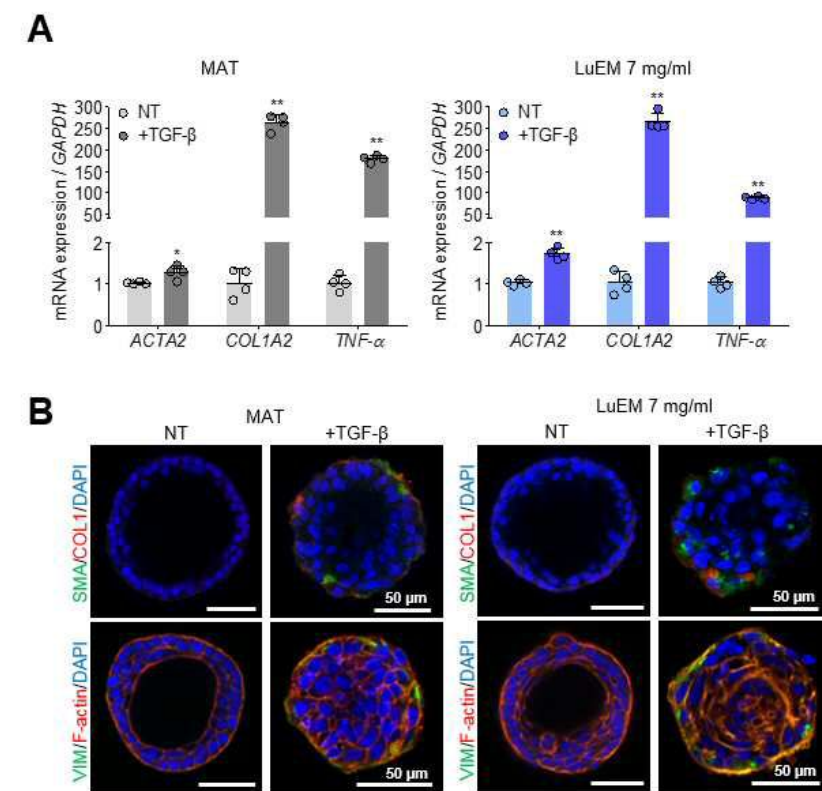 A
MAT
mRNA expression / GAPDH
300
250
200
150
100
50
2
1
0
NT
+TGF-β
**
**
*
ACTA2 COL1A2 TNF-α
LuEM 7 mg/ml
mRNA expression / GAPDH
300
250
200
150
100
50
2
1
0
NT
+TGF-β
**
**
**
ACTA2 COL1A2 TNF-α
B
MAT
LuEM 7 mg/ml
NT +TGF-β NT +TGF-β
SMA/COL1/DAPI
50 µm
SMA/COL1/DAPI
50 µm
VIM/F-actin/DAPI
50 µm
VIM/F-actin/DAPI
50 µm